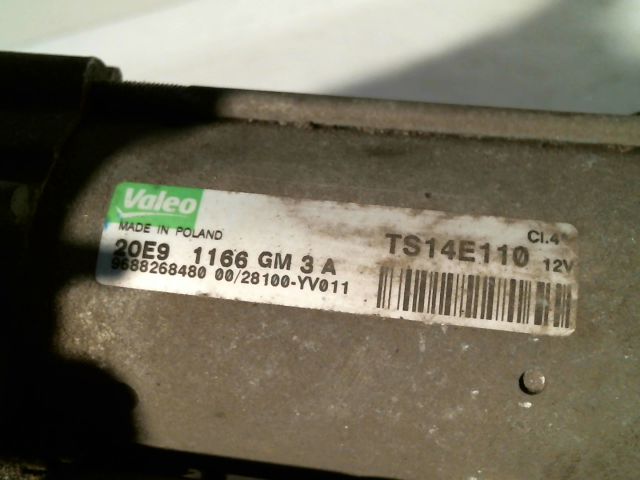 Valeo
MADE IN POLAND
20E9 1166 GM 3 A
9688268480 00/28100-YV011
TS14E110
Cl.4
12V